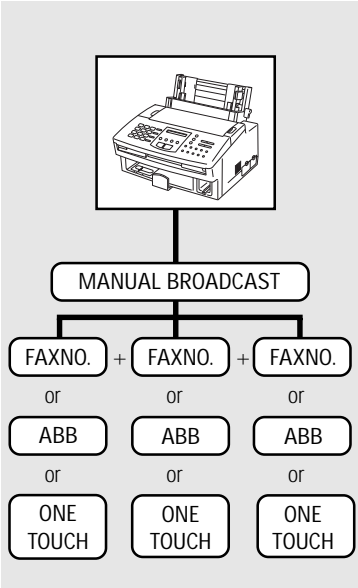 MANUAL BROADCAST
FAXNO. + FAXNO. + FAXNO.
or or or
ABB ABB ABB
or or or
ONE ONE ONE
TOUCH TOUCH TOUCH